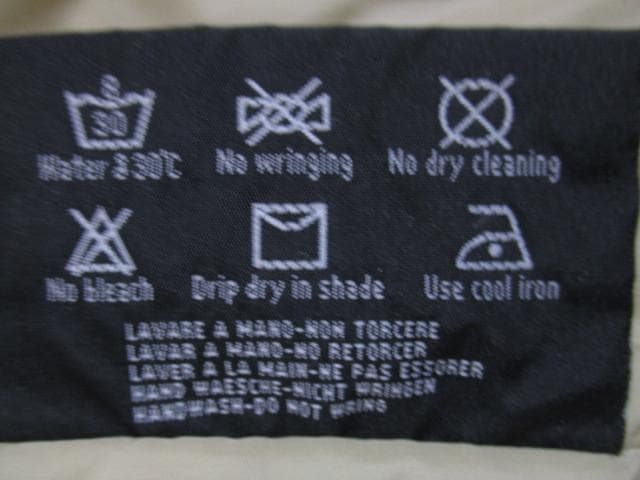 30
Water 30℃ No wringing No dry cleaning
No bleach Drip dry in shade Use cool iron
LAVARE A MANO-NON TORCERE
LAVAR A MANO-NO RETORCER
LAVER A LA MAIN-NE PAS ESSORER
HAND WAESCHE-NICHT WRINGEN
HANDWASH-DO NOT WRING